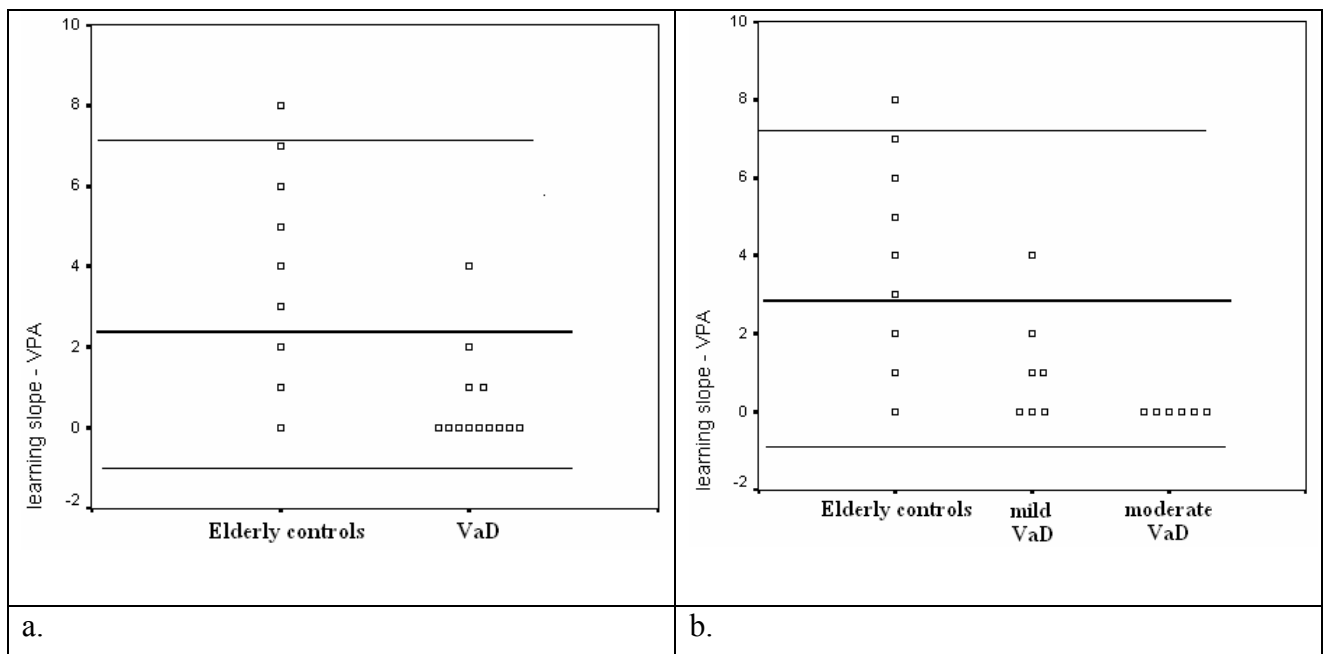 10
8
6
4
2
0
-2
learning slope - VPA
Elderly controls VaD
a.
10
8
6
4
2
0
-2
learning slope - VPA
Elderly controls mild moderate
VaD VaD
b.